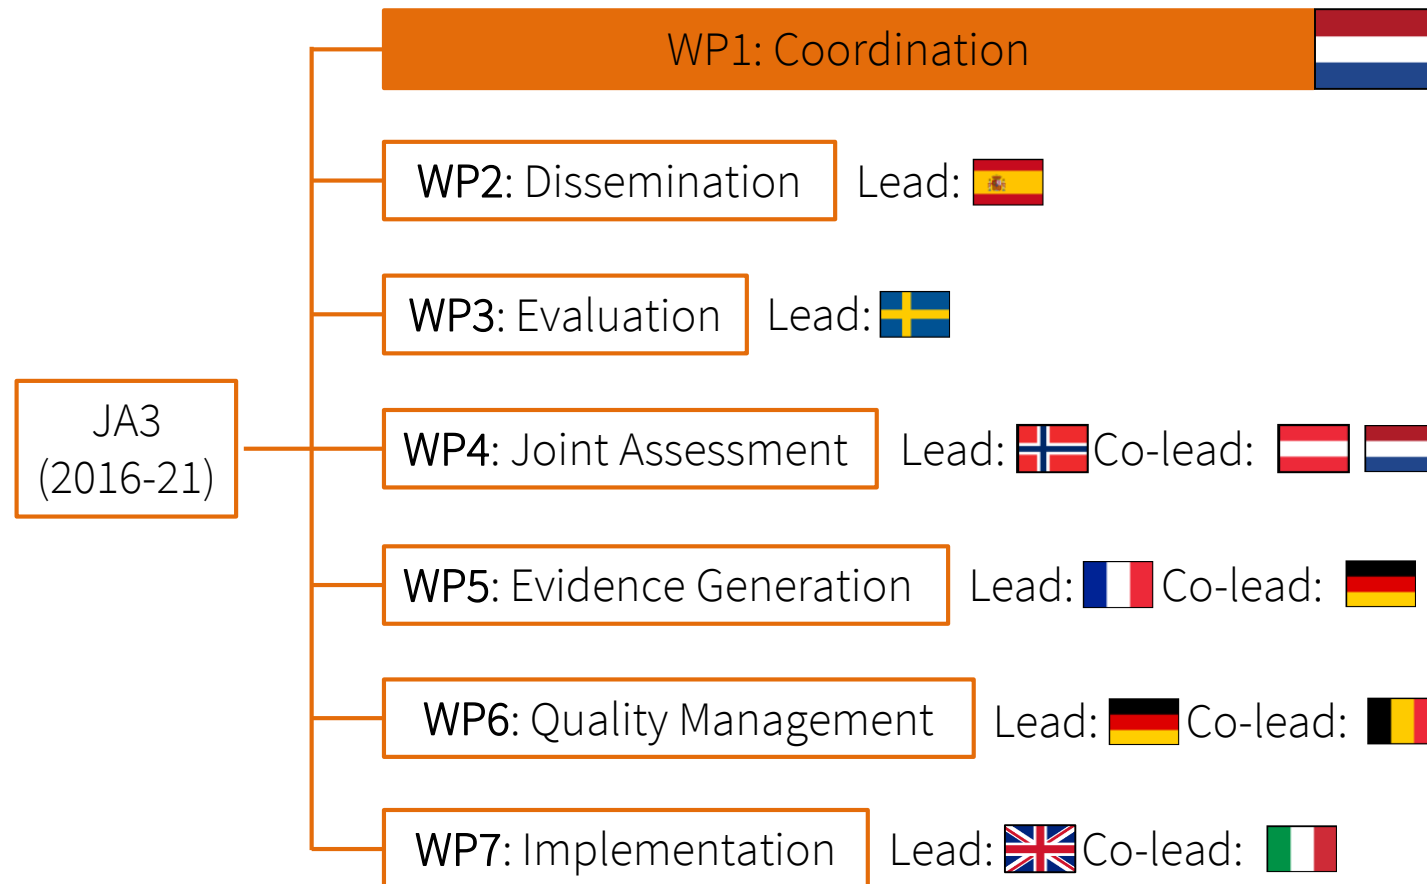 WP1: Coordination
WP2: Dissemination Lead:
WP3: Evaluation Lead:
JA3
(2016-21)
WP4: Joint Assessment Lead: Co-lead:
WP5: Evidence Generation Lead: Co-lead:
WP6: Quality Management Lead: Co-lead:
WP7: Implementation Lead: Co-lead: